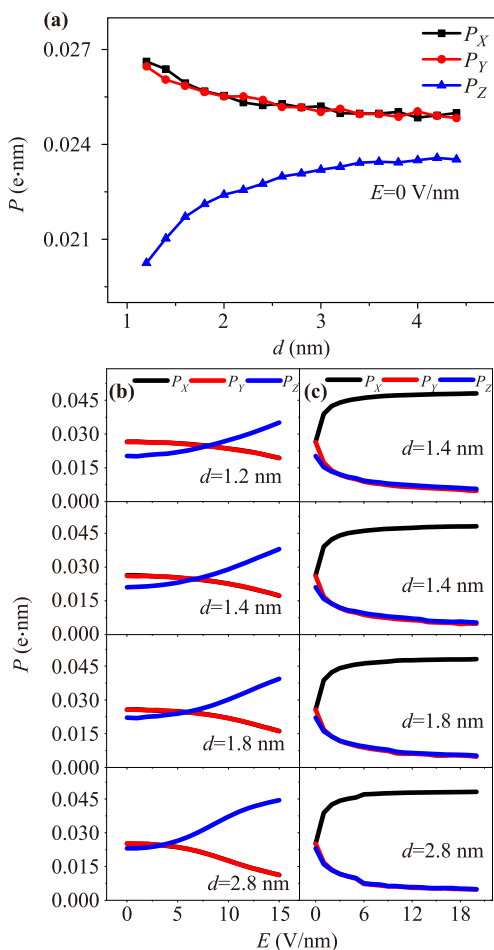 (a)
P_X
P_Y
P_Z
0.027
0.024
0.021
P (e·nm)
E=0 V/nm
1 2 3 4
d (nm)
(b) P_X P_Y P_Z (c) P_X P_Y P_Z
0.045
0.030
0.015
0.000
d=1.2 nm d=1.4 nm
0.045
0.030
0.015
0.000
d=1.4 nm d=1.4 nm
P (e·nm)
0.045
0.030
0.015
0.000
d=1.8 nm d=1.8 nm
0.045
0.030
0.015
0.000
d=2.8 nm d=2.8 nm
0 5 10 15 0 6 12 18
E (V/nm)